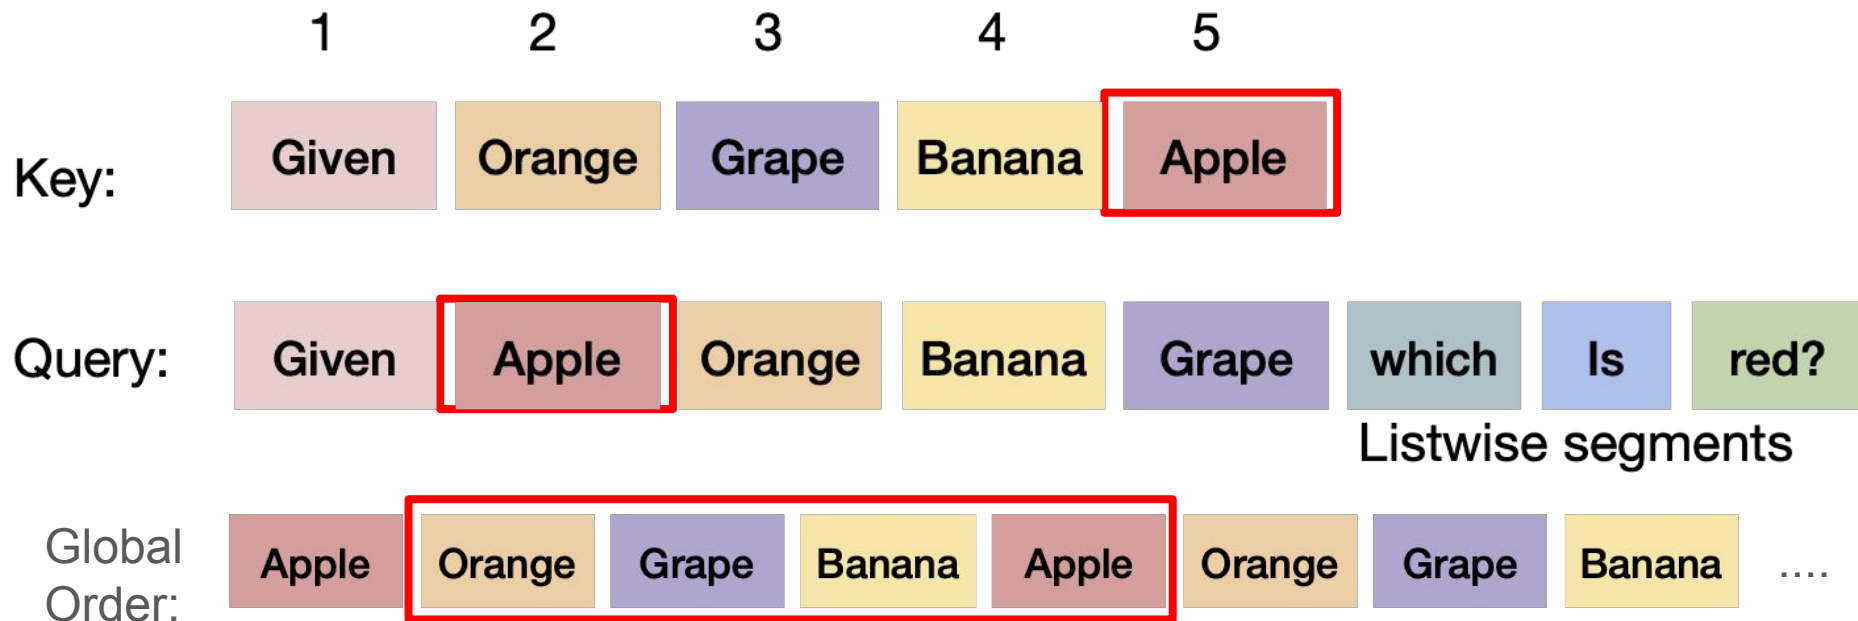 1 2 3 4 5
Key: Given Orange Grape Banana Apple
Query: Given Apple Orange Banana Grape which Is red?
Listwise segments
Global
Order: Apple Orange Grape Banana Apple Orange Grape Banana ....